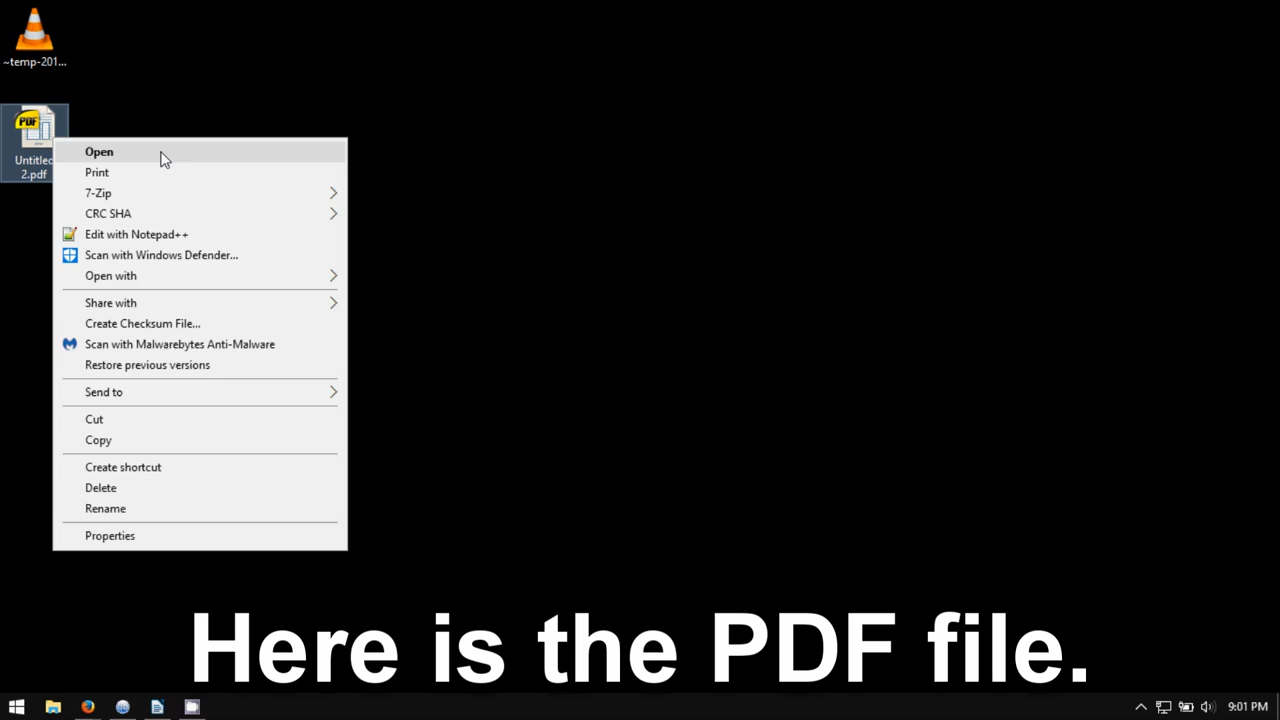 ~temp-201...
PDF
Untitled
2.pdf
Open
Print
7-Zip
CRC SHA
Edit with Notepad++
Scan with Windows Defender...
Open with
Share with
Create Checksum File...
Scan with Malwarebytes Anti-Malware
Restore previous versions
Send to
Cut
Copy
Create shortcut
Delete
Rename
Properties
Here is the PDF file.
9:01 PM